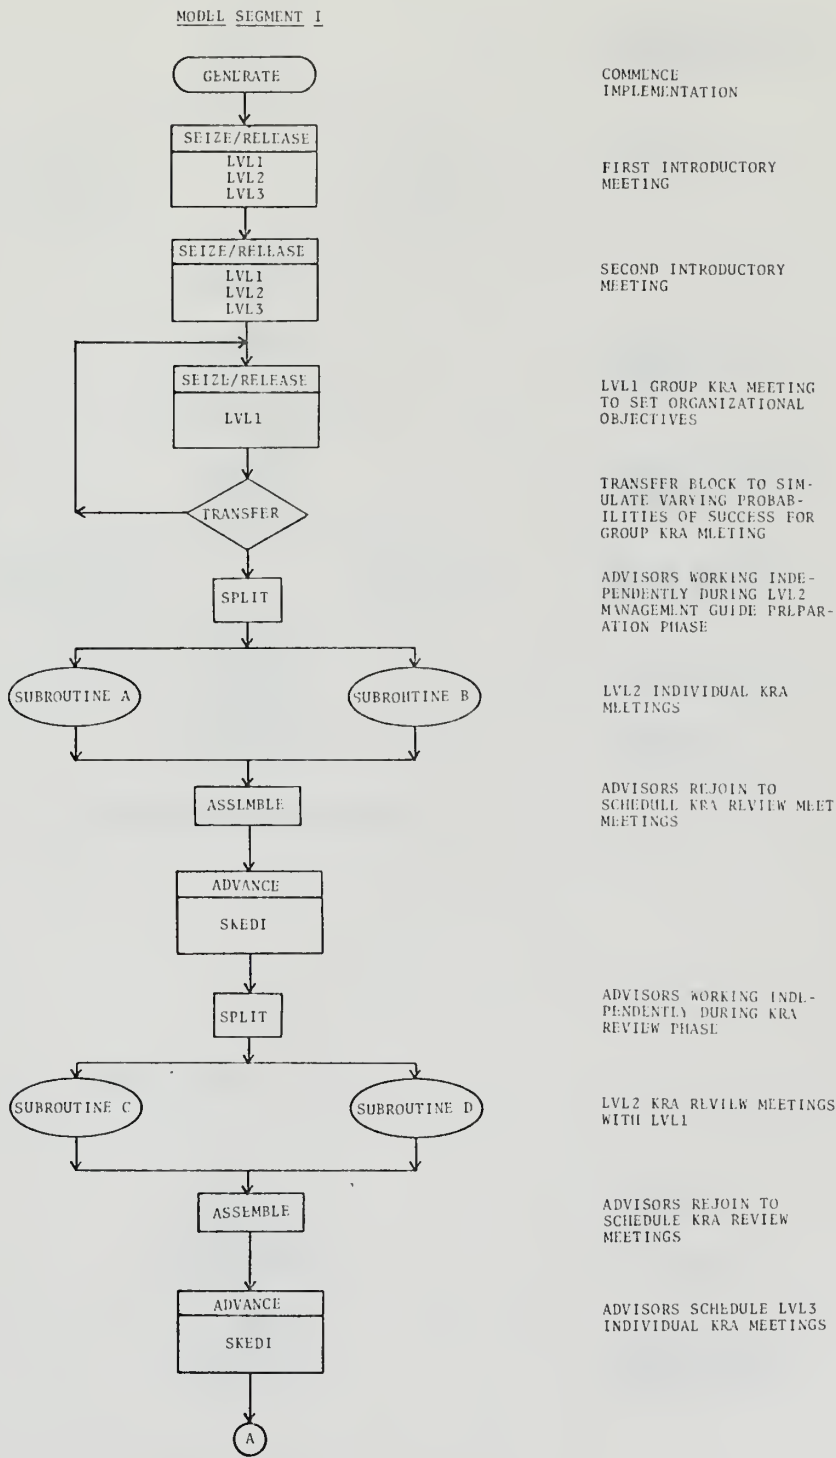 MODEL SEGMENT I
GENERATE
COMMENCE
IMPLEMENTATION
SEIZE/RELEASE
LVL1
LVL2
LVL3
FIRST INTRODUCTORY
MEETING
SEIZE/RELEASE
LVL1
LVL2
LVL3
SECOND INTRODUCTORY
MEETING
SEIZE/RELEASE
LVL1
LVL1 GROUP KRA MEETING
TO SET ORGANIZATIONAL
OBJECTIVES
TRANSFER
TRANSFER BLOCK TO SIM-
ULATE VARYING PROBAB-
ILITIES OF SUCCESS FOR
GROUP KRA MEETING
SPLIT
ADVISORS WORKING INDE-
PENDENTLY DURING LVL2
MANAGEMENT GUIDE PREPAR-
ATION PHASE
SUBROUTINE A
SUBROUTINE B
LVL2 INDIVIDUAL KRA
MEETINGS
ASSEMBLE
ADVISORS REJOIN TO
SCHEDULE KRA REVIEW MEET
MEETINGS
ADVANCE
SKEDI
SPLIT
ADVISORS WORKING INDE-
PENDENTLY DURING KRA
REVIEW PHASE
SUBROUTINE C
SUBROUTINE D
LVL2 KRA REVIEW MEETINGS
WITH LVL1
ASSEMBLE
ADVISORS REJOIN TO
SCHEDULE KRA REVIEW
MEETINGS
ADVANCE
SKEDI
ADVISORS SCHEDULE LVL3
INDIVIDUAL KRA MEETINGS
A